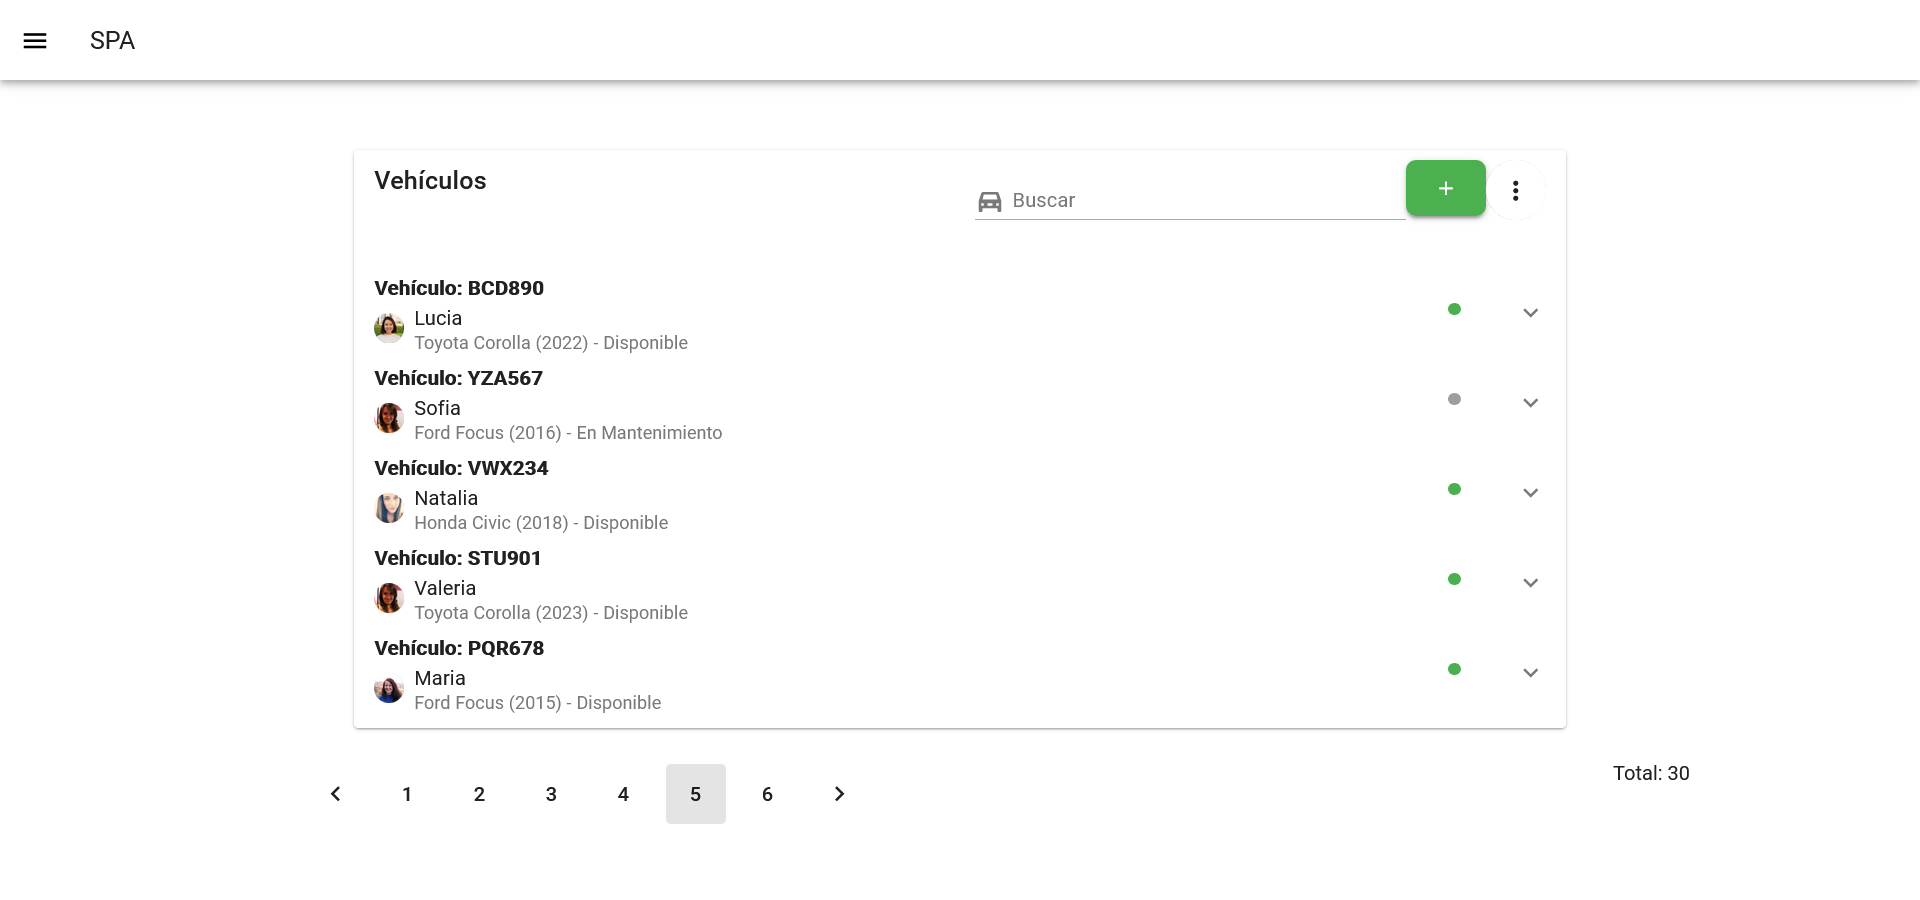 SPA
Vehículos
Buscar
Vehículo: BCD890
Lucia
Toyota Corolla (2022) - Disponible
Vehículo: YZA567
Sofia
Ford Focus (2016) - En Mantenimiento
Vehículo: VWX234
Natalia
Honda Civic (2018) - Disponible
Vehículo: STU901
Valeria
Toyota Corolla (2023) - Disponible
Vehículo: PQR678
Maria
Ford Focus (2015) - Disponible
Total: 30
1 2 3 4 5 6